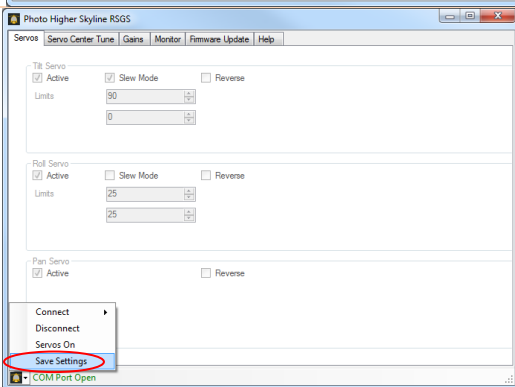 Photo Higher Skyline RSGS
Servos Servo Center Tune Gains Monitor Firmware Update Help
Tilt Servo
Active Slew Mode Reverse
Limits 90
0
Roll Servo
Active Slew Mode Reverse
Limits 25
25
Pan Servo
Active Reverse
Connect
Disconnect
Servos On
Save Settings
COM Port Open